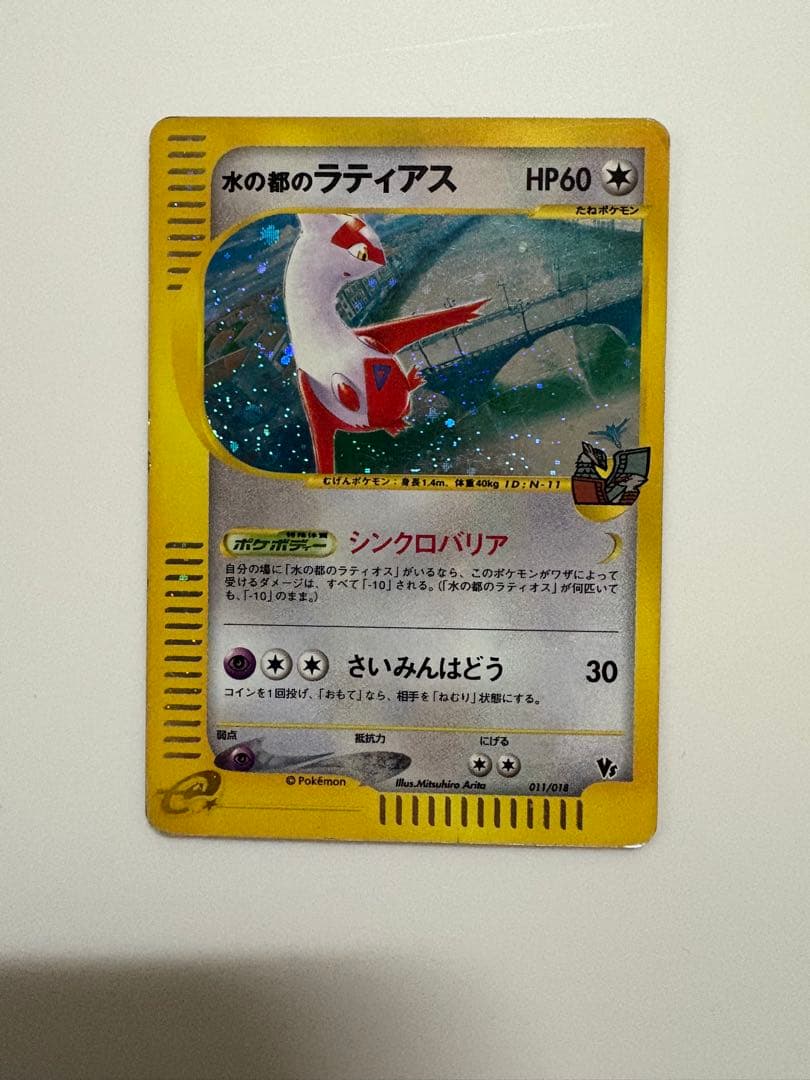 水の都のラティアス HP60
たねポケモン
むげんポケモン：身長1.4m、体重40kg ID：N-11
特殊体質
ポケボディー シンクロバリア
自分の場に「水の都のラティオス」がいるなら、このポケモンがワザによって
受けるダメージは、すべて「-10」される。（「水の都のラティオス」が何匹いて
も、「-10」のまま。）
さいみんはどう 30
コインを1回投げ、「おもて」なら、相手を「ねむり」状態にする。
弱点 抵抗力 にげる
© Pokémon Illus.Mitsuhiro Arita 011/018 VS
e